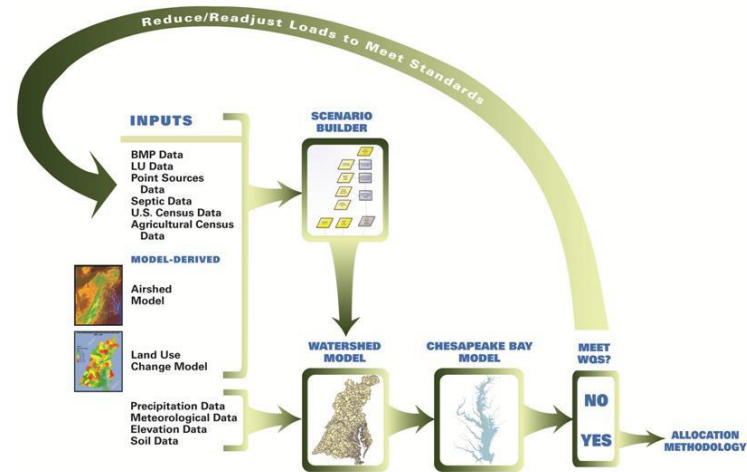 Reduce/Readjust Loads to Meet Standards
INPUTS
BMP Data
LU Data
Point Sources
Data
Septic Data
U.S. Census Data
Agricultural Census
Data
MODEL-DERIVED
Airshed
Model
Land Use
Change Model
Precipitation Data
Meteorological Data
Elevation Data
Soil Data
SCENARIO
BUILDER
WATERSHED
MODEL
CHESAPEAKE BAY
MODEL
MEET
WQS?
NO
YES
ALLOCATION
METHODOLOGY